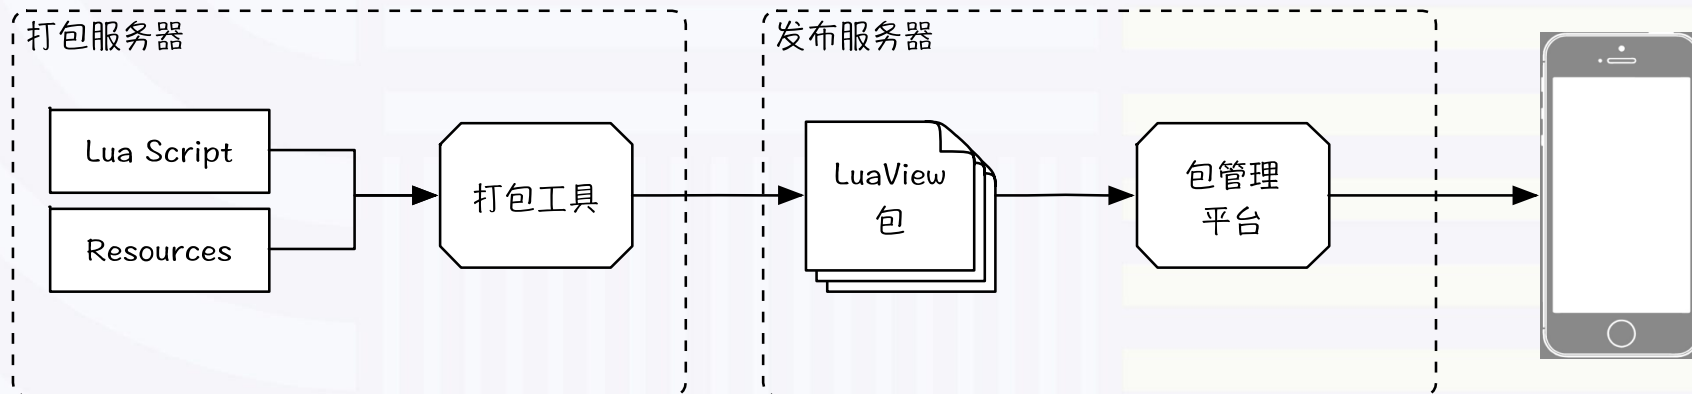 打包服务器
Lua Script
Resources
打包工具
发布服务器
LuaView
包
包管理
平台